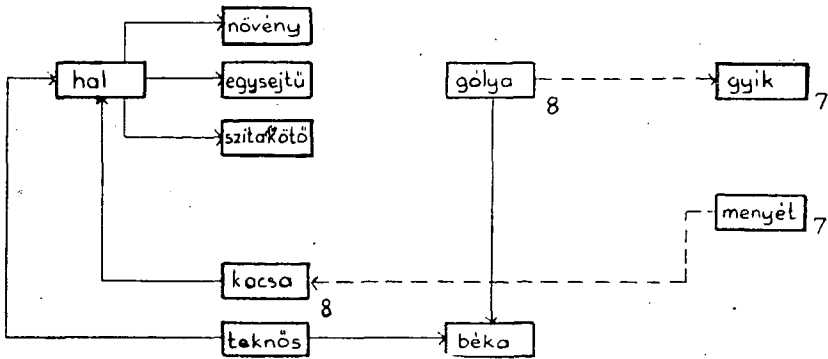 növény
hal
egysejtű
gólya
8
gyik
7
szitakötő
menyét
7
kacsa
8
teknős
béka